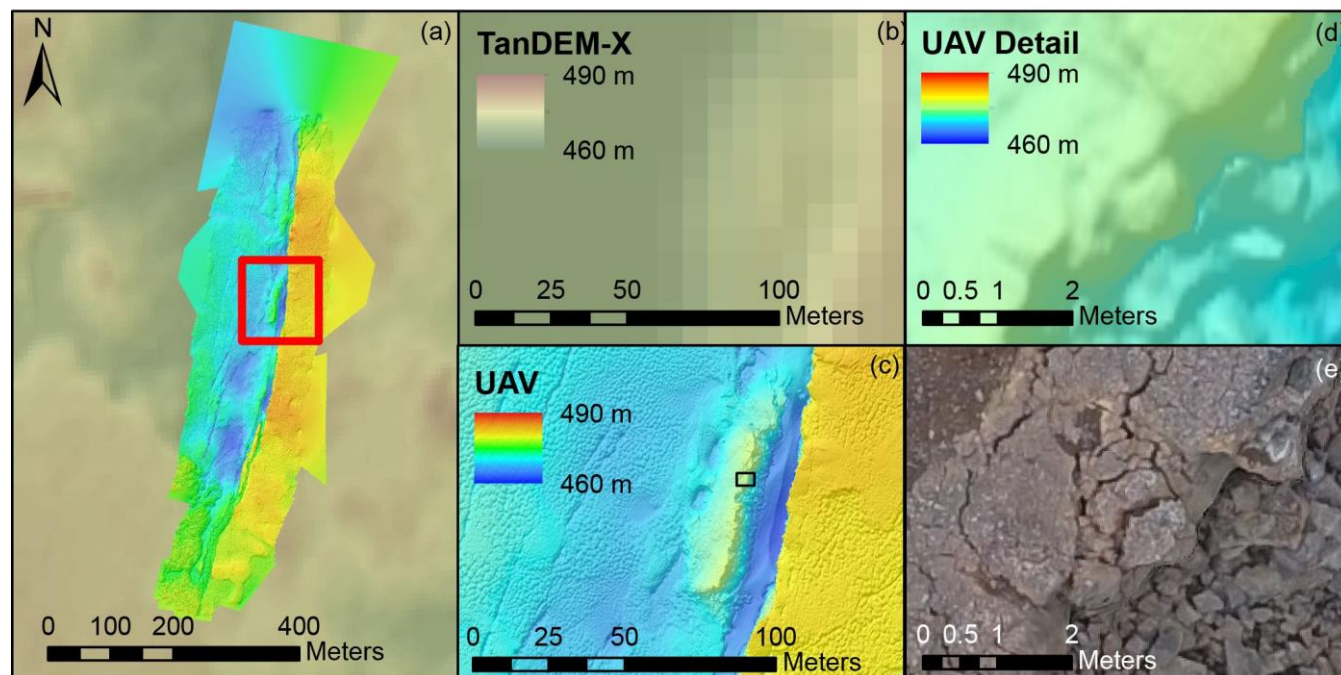 N
(a)
0 100 200 400
Meters
TanDEM-X
(b)
490 m
460 m
0 25 50 100
Meters
UAV
(c)
490 m
460 m
0 25 50 100
Meters
UAV Detail
(d)
490 m
460 m
0 0.5 1 2
Meters
(e)
0 0.5 1 2
Meters